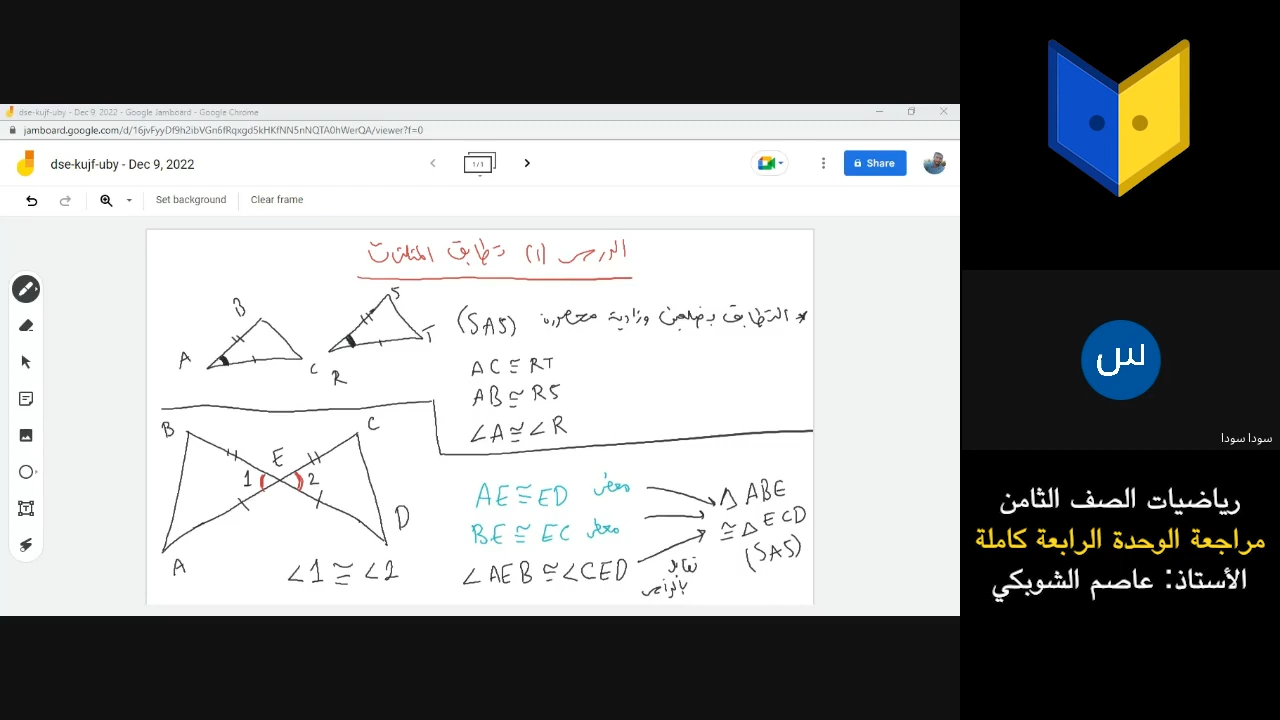 dse-kujf-uby - Dec 9, 2022 - Google Jamboard - Google Chrome
jamboard.google.com/d/16jvFyyDf9h2ibVGn6fRqxgd5kHKfNN5nNQTA0hWerQA/viewer?f=0
dse-kujf-uby - Dec 9, 2022
1/1
Share
Set background
Clear frame
الدرس (1) تطابق المثلثات
B
A
C
S
T
R
* التطابق بضلعين وزاوية محصورة (SAS)
AC ≅ RT
AB ≅ RS
∠A ≅ ∠R
B
C
E
1
2
A
D
∠1 ≅ ∠2
AE ≅ ED معطى
BE ≅ EC معطى
∠AEB ≅ ∠CED
تقابل
بالرأس
△ ABE
≅ △ ECD
(SAS)
س
سودا سودا
رياضيات الصف الثامن
مراجعة الوحدة الرابعة كاملة
الأستاذ: عاصم الشوبكي